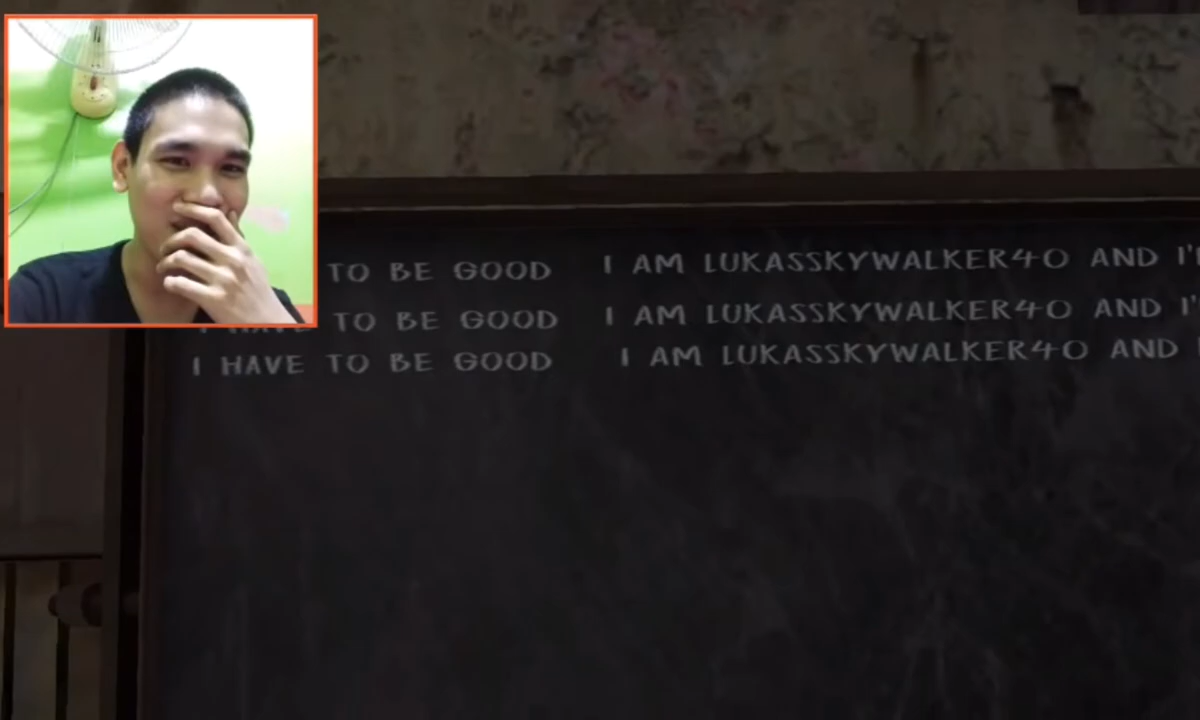 TO BE GOOD I AM LUKASSKYWALKER40 AND
TO BE GOOD I AM LUKASSKYWALKER40 AND
I HAVE TO BE GOOD I AM LUKASSKYWALKER40 AND